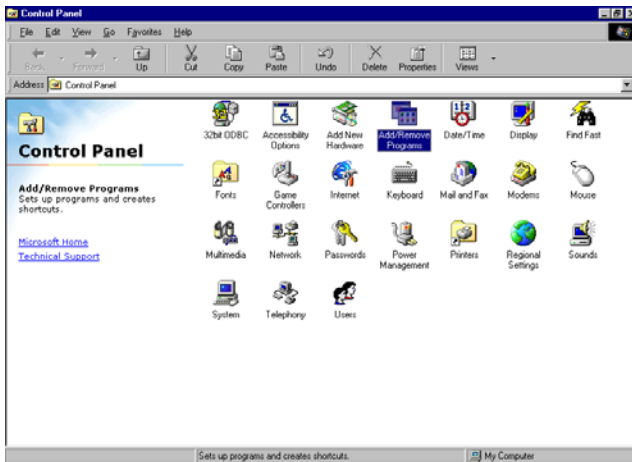 Control Panel
File Edit View Go Favorites Help
Back Forward Up Cut Copy Paste Undo Delete Properties Views
Address Control Panel
Control Panel
Add/Remove Programs
Sets up programs and creates
shortcuts.
Microsoft Home
Technical Support
32bit ODBC Accessibility Options Add New Hardware Add/Remove Programs Date/Time Display Find Fast
Fonts Game Controllers Internet Keyboard Mail and Fax Modems Mouse
Multimedia Network Passwords Power Management Printers Regional Settings Sounds
System Telephony Users
Sets up programs and creates shortcuts. My Computer